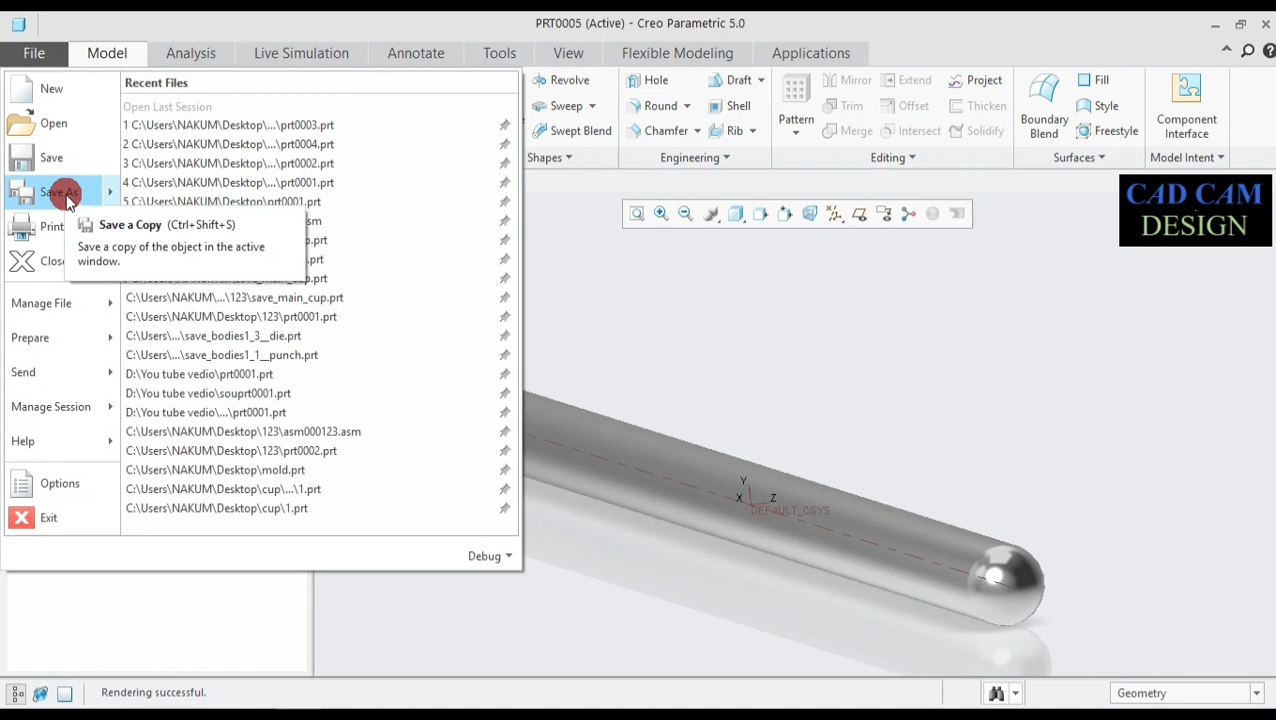 PRT0005 (Active) - Creo Parametric 5.0
File Model Analysis Live Simulation Annotate Tools View Flexible Modeling Applications
New
Open
Save
Save As
Print
Close
Manage File
Prepare
Send
Manage Session
Help
Options
Exit
Save a Copy (Ctrl+Shift+S)
Save a copy of the object in the active
window.
Recent Files
Open Last Session
1 C:\Users\NAKUM\Desktop\...\prt0003.prt
2 C:\Users\NAKUM\Desktop\...\prt0004.prt
3 C:\Users\NAKUM\Desktop\...\prt0002.prt
4 C:\Users\NAKUM\Desktop\...\prt0001.prt
5 C:\Users\NAKUM\Desktop\prt0001.prt
C:\Users\NAKUM\...\123\save_main_cup.prt
C:\Users\NAKUM\Desktop\123\prt0001.prt
C:\Users\...\save_bodies1_3__die.prt
C:\Users\...\save_bodies1_1__punch.prt
D:\You tube vedio\prt0001.prt
D:\You tube vedio\souprt0001.prt
D:\You tube vedio\...\prt0001.prt
C:\Users\NAKUM\Desktop\123\asm000123.asm
C:\Users\NAKUM\Desktop\123\prt0002.prt
C:\Users\NAKUM\Desktop\mold.prt
C:\Users\NAKUM\Desktop\cup\...\1.prt
C:\Users\NAKUM\Desktop\cup\1.prt
Debug
Revolve
Sweep
Swept Blend
Shapes
Hole
Round
Chamfer
Draft
Shell
Rib
Engineering
Pattern
Mirror
Trim
Merge
Extend
Offset
Intersect
Project
Thicken
Solidify
Editing
Boundary
Blend
Fill
Style
Freestyle
Surfaces
Component
Interface
Model Intent
CAD CAM
DESIGN
Y
X
Z
DEFAULT_CSYS
Rendering successful.
Geometry